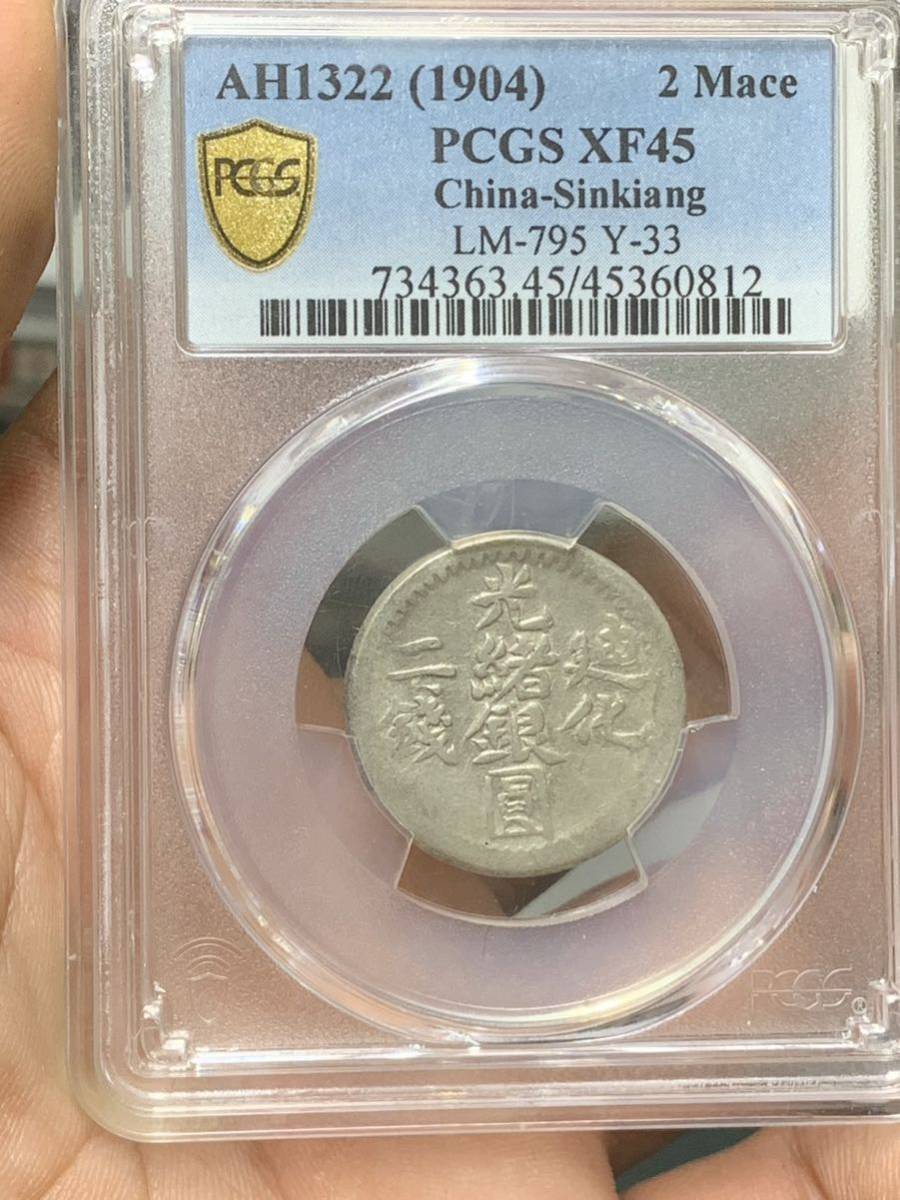 AH1322 (1904) 2 Mace
PCGS XF45
PCGS
China-Sinkiang
LM-795 Y-33
734363.45/45360812
光緒銀圓
迪化
二錢
PCGS